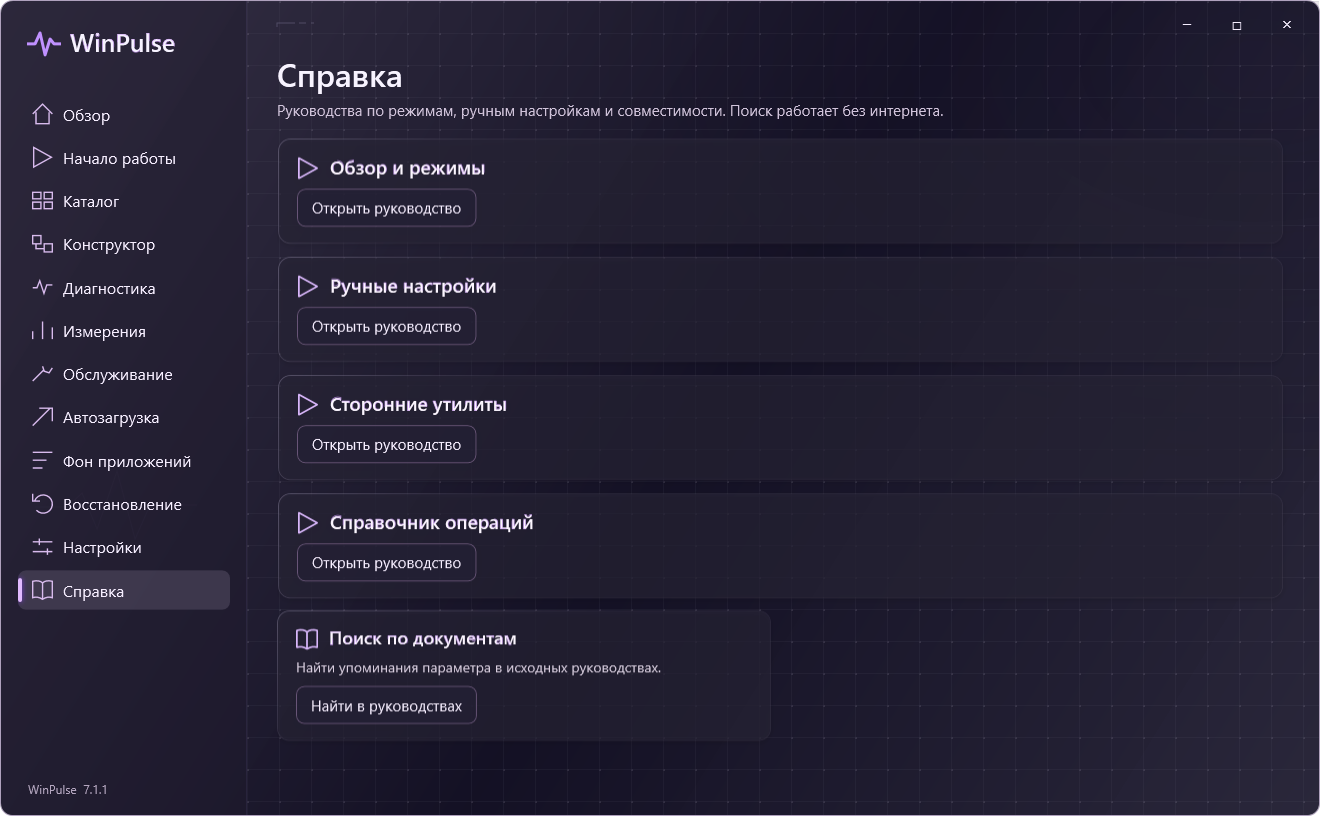 WinPulse
Обзор
Начало работы
Каталог
Конструктор
Диагностика
Измерения
Обслуживание
Автозагрузка
Фон приложений
Восстановление
Настройки
Справка
WinPulse 7.1.1
Справка
Руководства по режимам, ручным настройкам и совместимости. Поиск работает без интернета.
Обзор и режимы
Открыть руководство
Ручные настройки
Открыть руководство
Сторонние утилиты
Открыть руководство
Справочник операций
Открыть руководство
Поиск по документам
Найти упоминания параметра в исходных руководствах.
Найти в руководствах